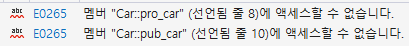 abc E0265 멤버 "Car::pro_car" (선언됨 줄 8)에 액세스할 수 없습니다.
abc E0265 멤버 "Car::pub_car" (선언됨 줄 10)에 액세스할 수 없습니다.